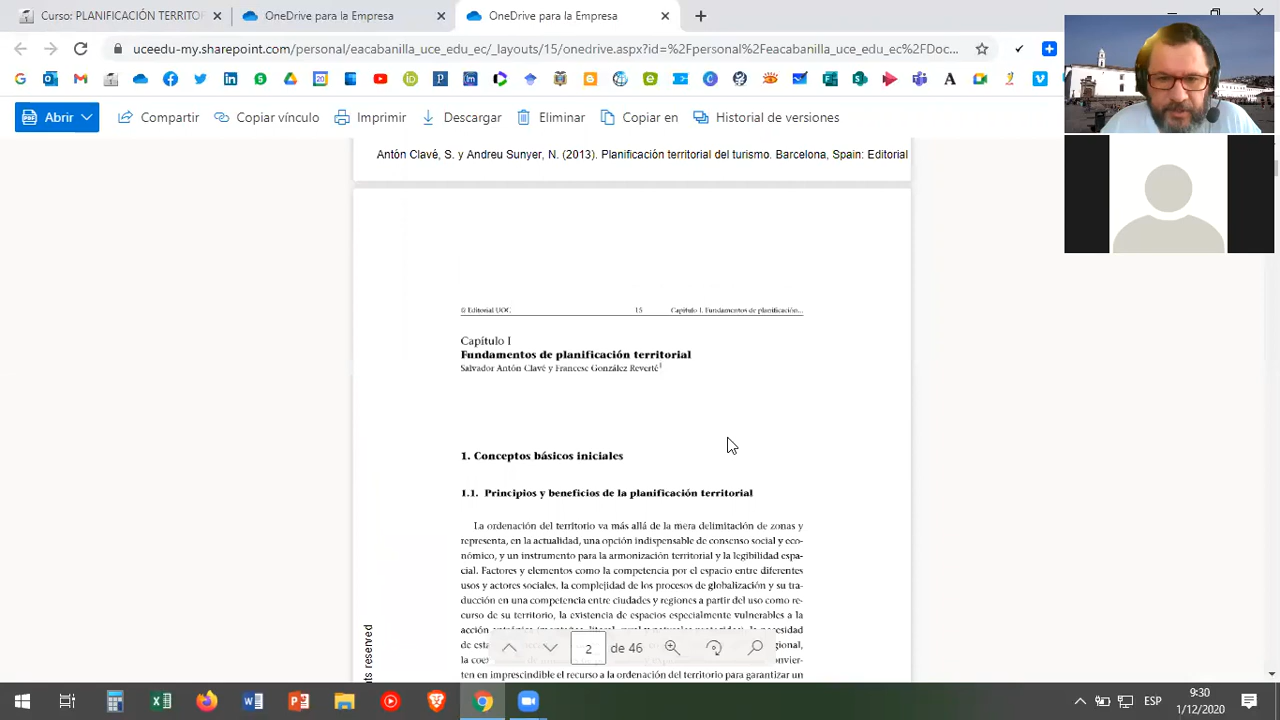 Curso: PLANIFICACIÓN TERRITOR
OneDrive para la Empresa
OneDrive para la Empresa
uceedu-my.sharepoint.com/personal/eacabanilla_uce_edu_ec/_layouts/15/onedrive.aspx?id=%2Fpersonal%2Feacabanilla_uce_edu_ec%2FDoc...
Abrir
Compartir
Copiar vínculo
Imprimir
Descargar
Eliminar
Copiar en
Historial de versiones
Antón Clavé, S. y Andreu Sunyer, N. (2013). Planificación territorial del turismo. Barcelona, Spain: Editorial
© Editorial UOC
15
Capítulo I. Fundamentos de planificación...
Capítulo I
Fundamentos de planificación territorial
Salvador Antón Clavé y Francesc González Reverté
1. Conceptos básicos iniciales
1.1. Principios y beneficios de la planificación territorial
La ordenación del territorio va más allá de la mera delimitación de zonas y
representa, en la actualidad, una opción indispensable de consenso social y eco-
nómico, y un instrumento para la armonización territorial y la legibilidad espa-
cial. Factores y elementos como la competencia por el espacio entre diferentes
usos y actores sociales, la complejidad de los procesos de globalización y su tra-
ducción en una competencia entre ciudades y regiones a partir del uso como re-
curso de su territorio, la existencia de espacios especialmente vulnerables a la
acción
necesidad
de
regional,
la
convier-
ten en imprescindible el recurso a la ordenación del territorio para garantizar un
ts reserved
2 de 46
ESP
9:30
1/12/2020